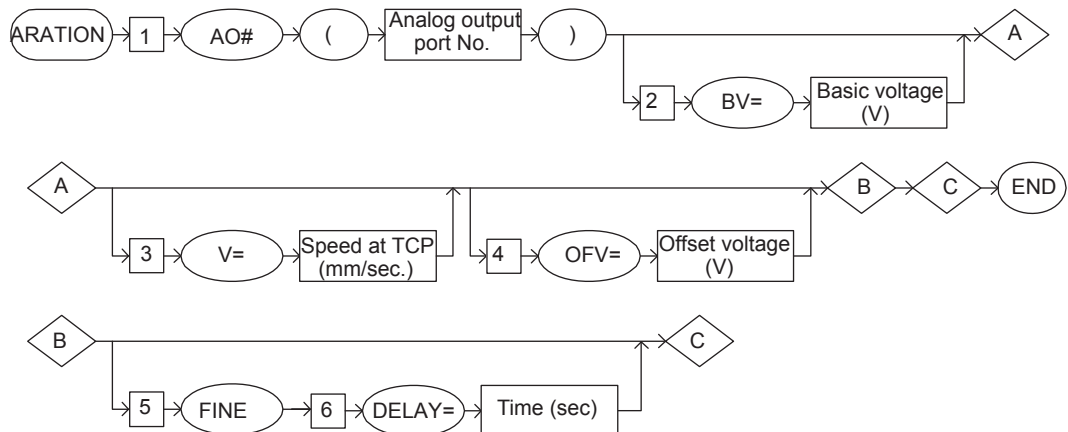 ARATION 1 AO# ( Analog output port No. ) A
2 BV= Basic voltage (V)
A B C END
3 V= Speed at TCP (mm/sec.) 4 OFV= Offset voltage (V)
B C
5 FINE 6 DELAY= Time (sec)